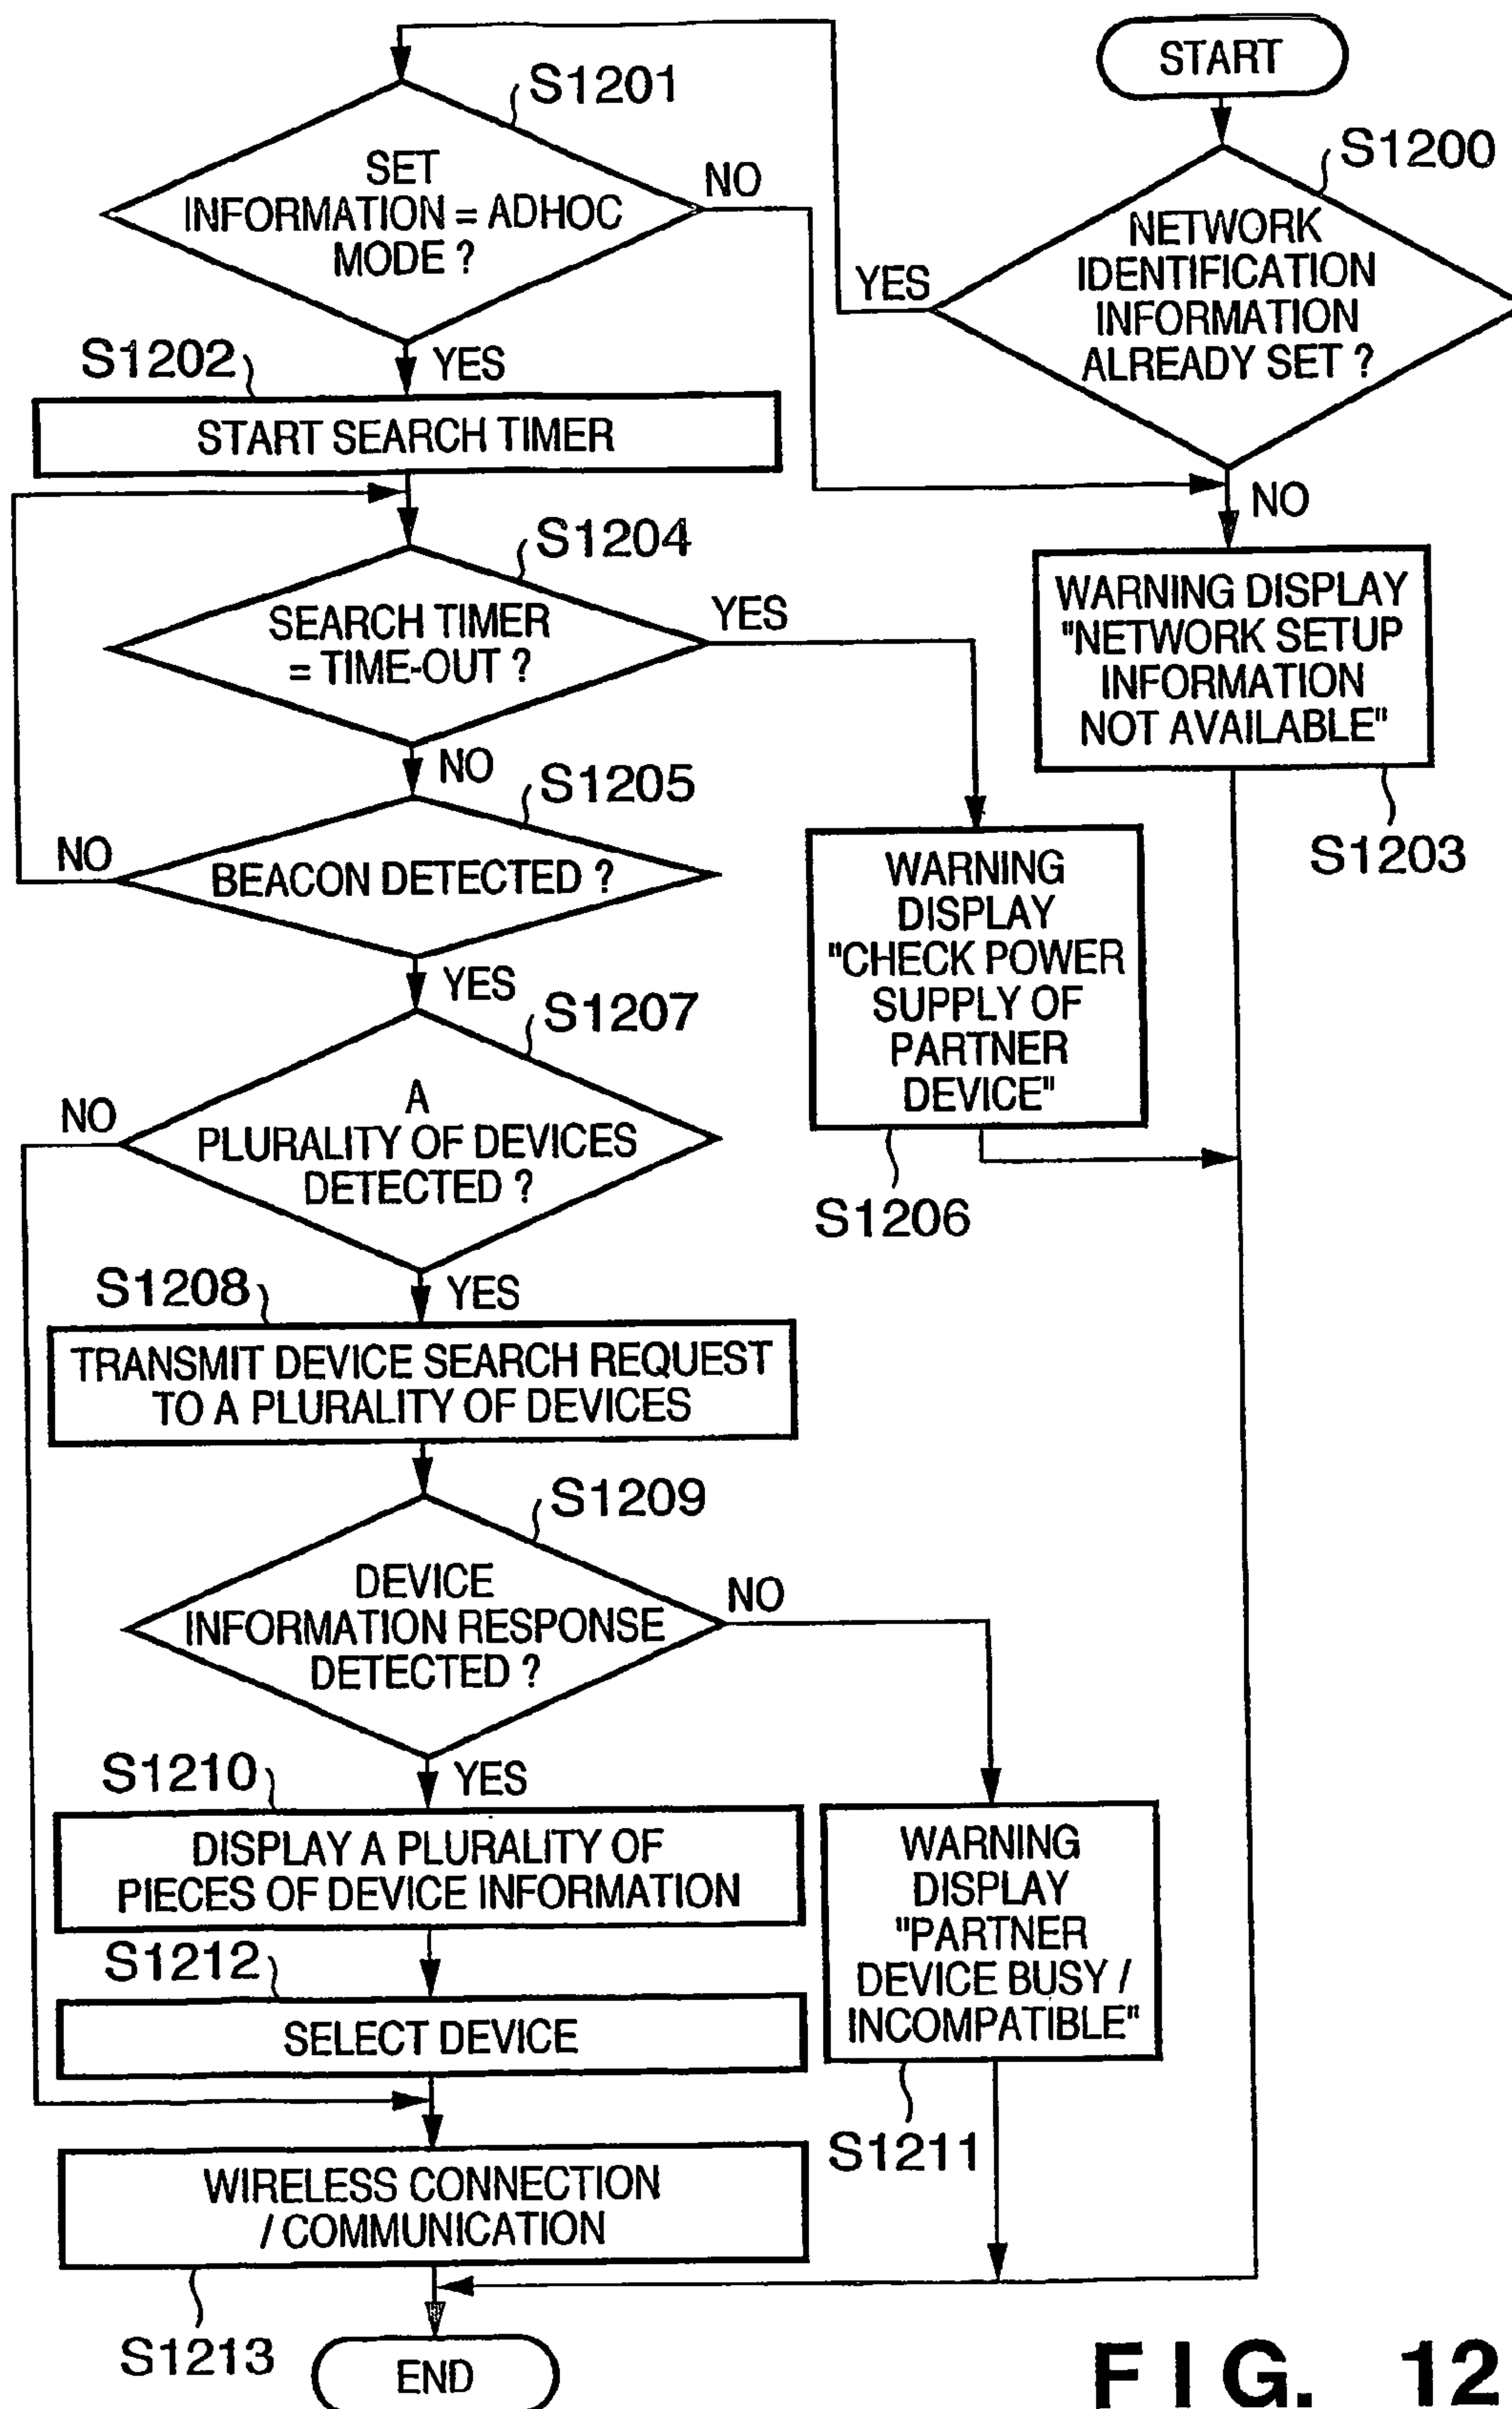 START
S1200
NETWORK
IDENTIFICATION
INFORMATION
ALREADY SET ?
YES
NO
S1201
SET
INFORMATION = ADHOC
MODE ?
NO
YES
S1202
START SEARCH TIMER
WARNING DISPLAY
"NETWORK SETUP
INFORMATION
NOT AVAILABLE"
S1203
S1204
SEARCH TIMER
= TIME-OUT ?
YES
NO
S1205
BEACON DETECTED ?
NO
YES
WARNING
DISPLAY
"CHECK POWER
SUPPLY OF
PARTNER
DEVICE"
S1206
S1207
A
PLURALITY OF DEVICES
DETECTED ?
NO
YES
S1208
TRANSMIT DEVICE SEARCH REQUEST
TO A PLURALITY OF DEVICES
S1209
DEVICE
INFORMATION RESPONSE
DETECTED ?
NO
YES
S1210
DISPLAY A PLURALITY OF
PIECES OF DEVICE INFORMATION
WARNING
DISPLAY
"PARTNER
DEVICE BUSY /
INCOMPATIBLE"
S1211
S1212
SELECT DEVICE
WIRELESS CONNECTION
/ COMMUNICATION
S1213
END
FIG. 12